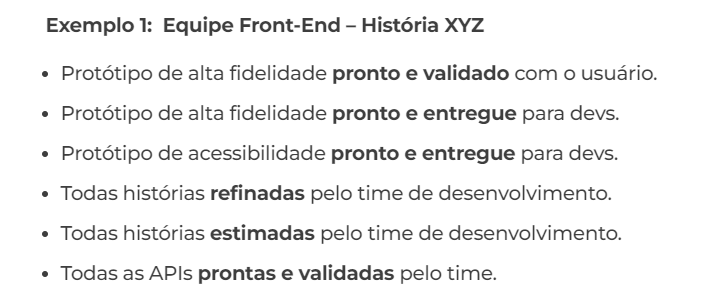 Exemplo 1: Equipe Front-End – História XYZ
• Protótipo de alta fidelidade pronto e validado com o usuário.
• Protótipo de alta fidelidade pronto e entregue para devs.
• Protótipo de acessibilidade pronto e entregue para devs.
• Todas histórias refinadas pelo time de desenvolvimento.
• Todas histórias estimadas pelo time de desenvolvimento.
• Todas as APIs prontas e validadas pelo time.